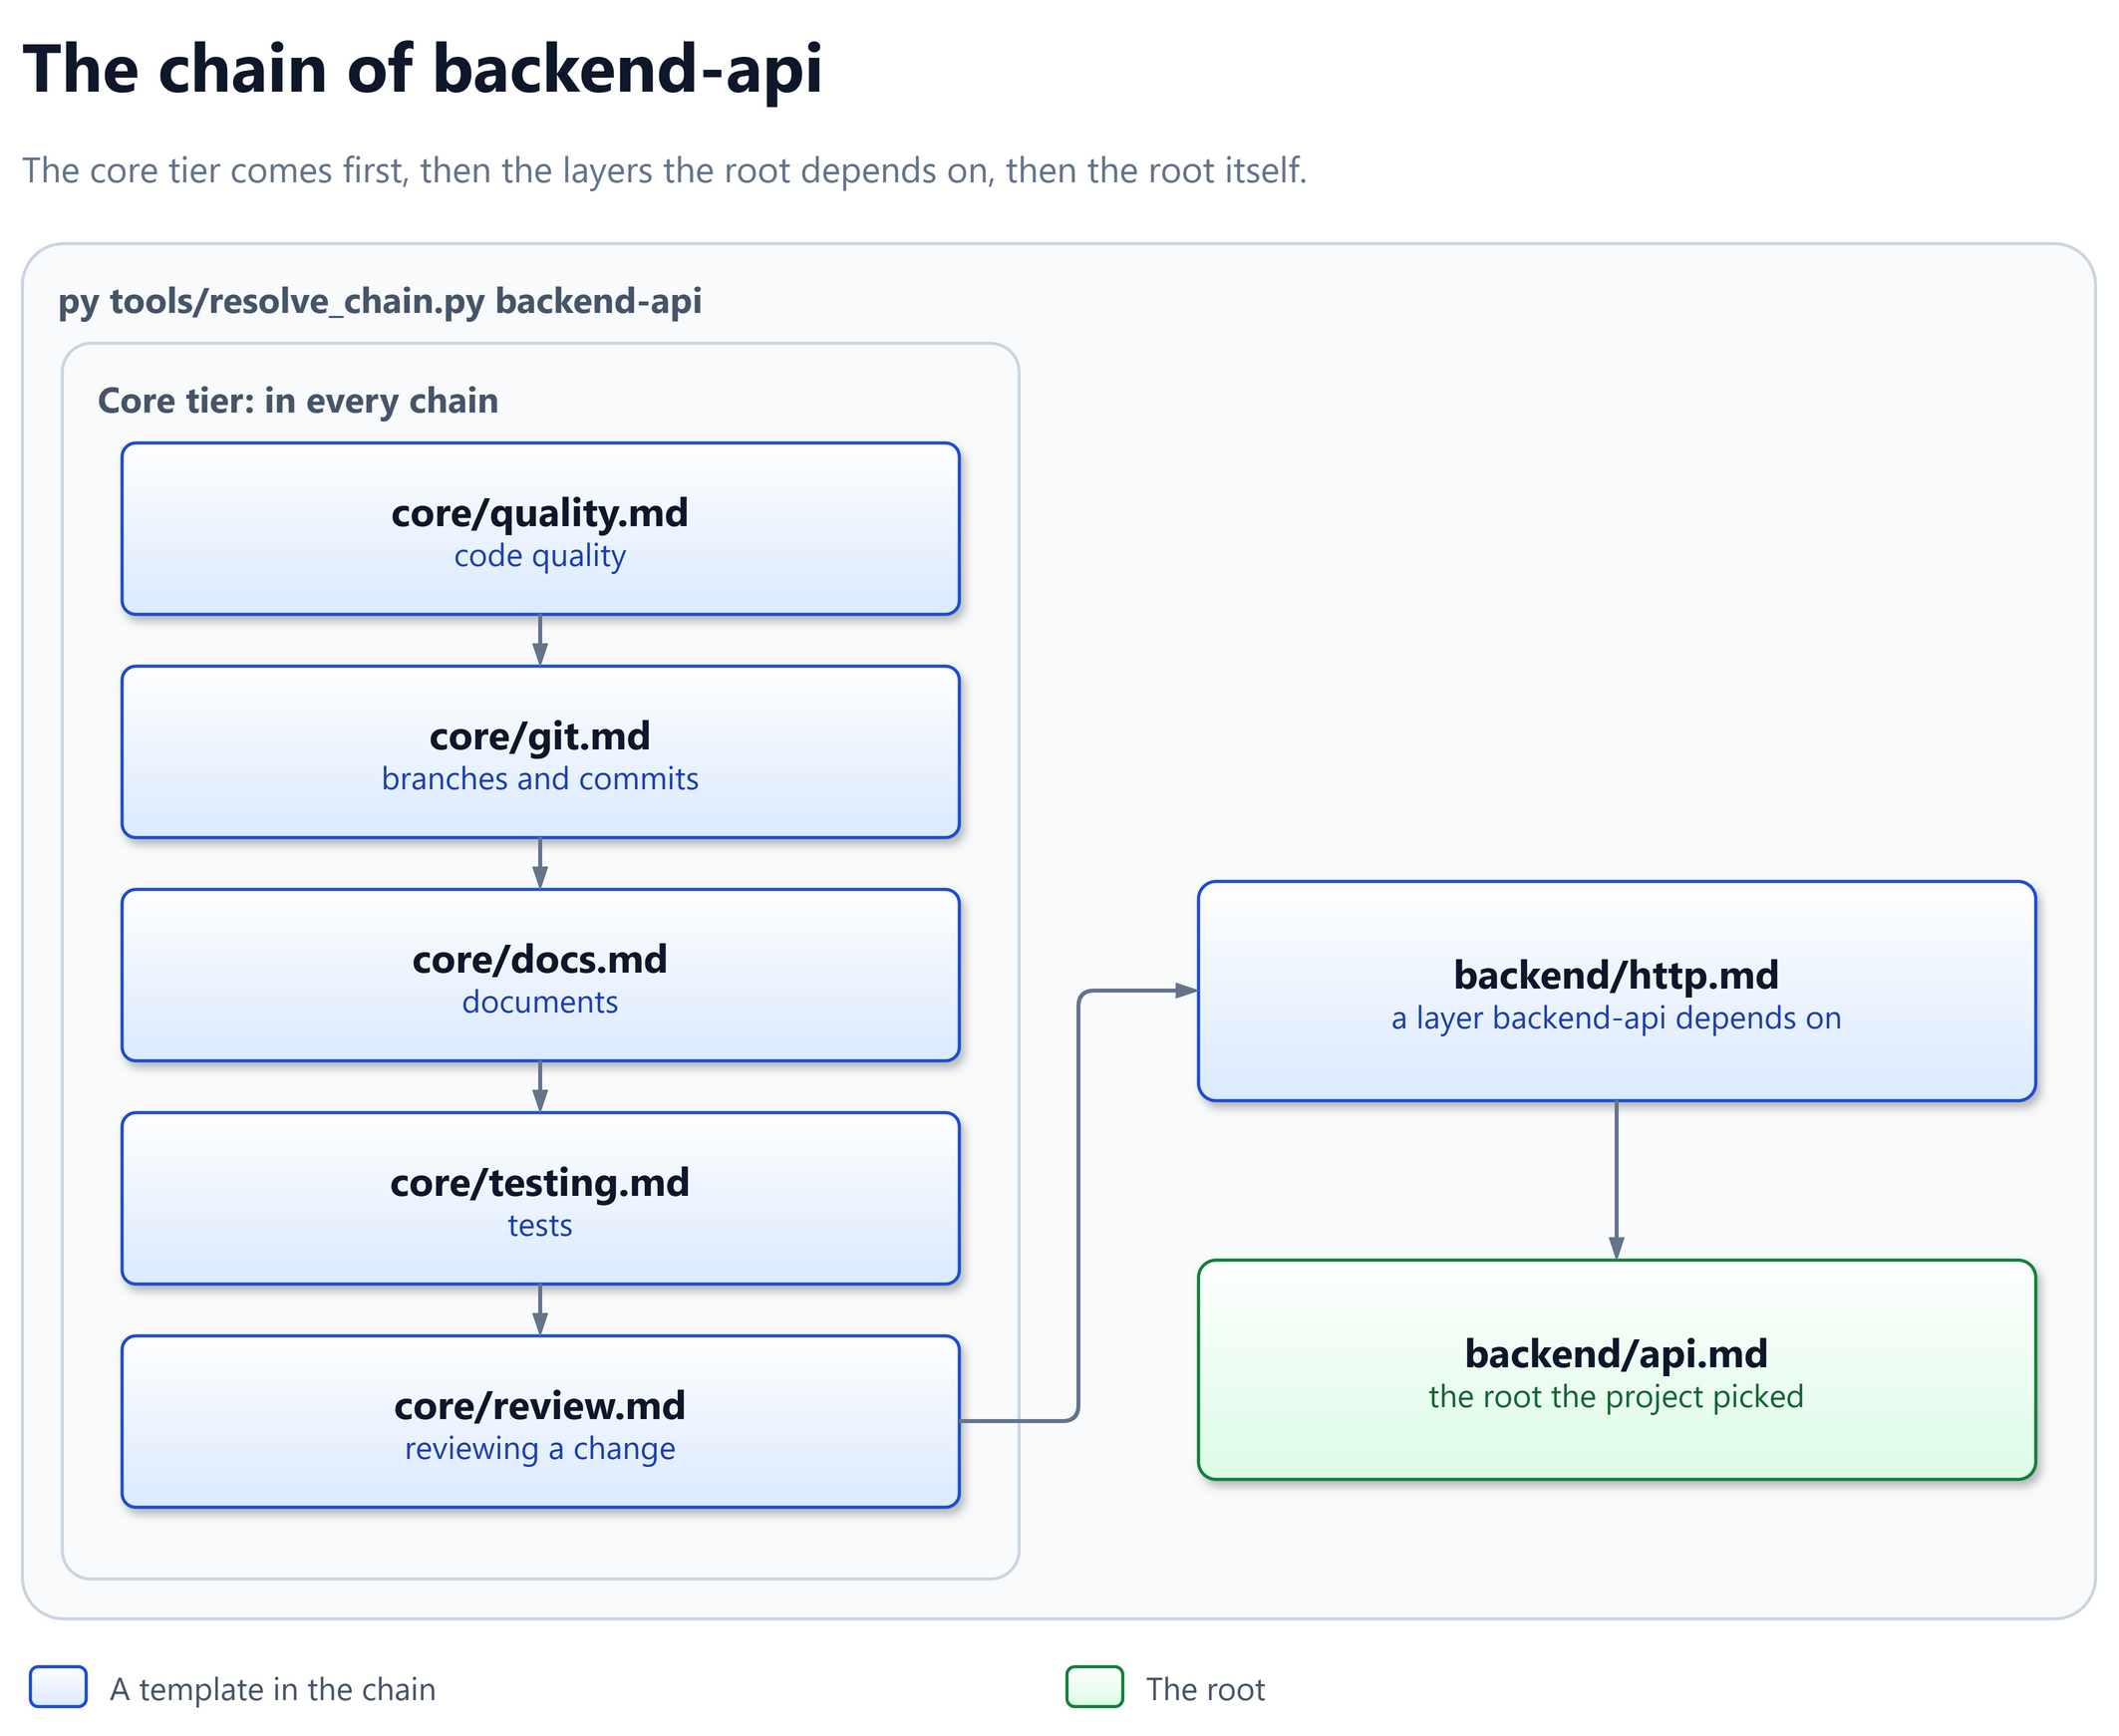 The chain of backend-api
The core tier comes first, then the layers the root depends on, then the root itself.
py tools/resolve_chain.py backend-api
Core tier: in every chain
core/quality.md
code quality
core/git.md
branches and commits
core/docs.md
documents
core/testing.md
tests
core/review.md
reviewing a change
backend/http.md
a layer backend-api depends on
backend/api.md
the root the project picked
A template in the chain
The root